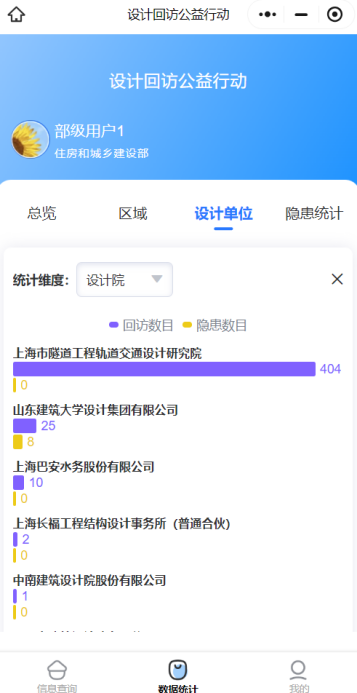 设计回访公益行动
设计回访公益行动
部级用户1
住房和城乡建设部
总览 区域 设计单位 隐患统计
统计维度： 设计院
回访数目 隐患数目
上海市隧道工程轨道交通设计研究院
404
0
山东建筑大学设计集团有限公司
25
8
上海巴安水务股份有限公司
10
0
上海长福工程结构设计事务所（普通合伙）
2
0
中南建筑设计院股份有限公司
1
0
信息查询 数据统计 我的